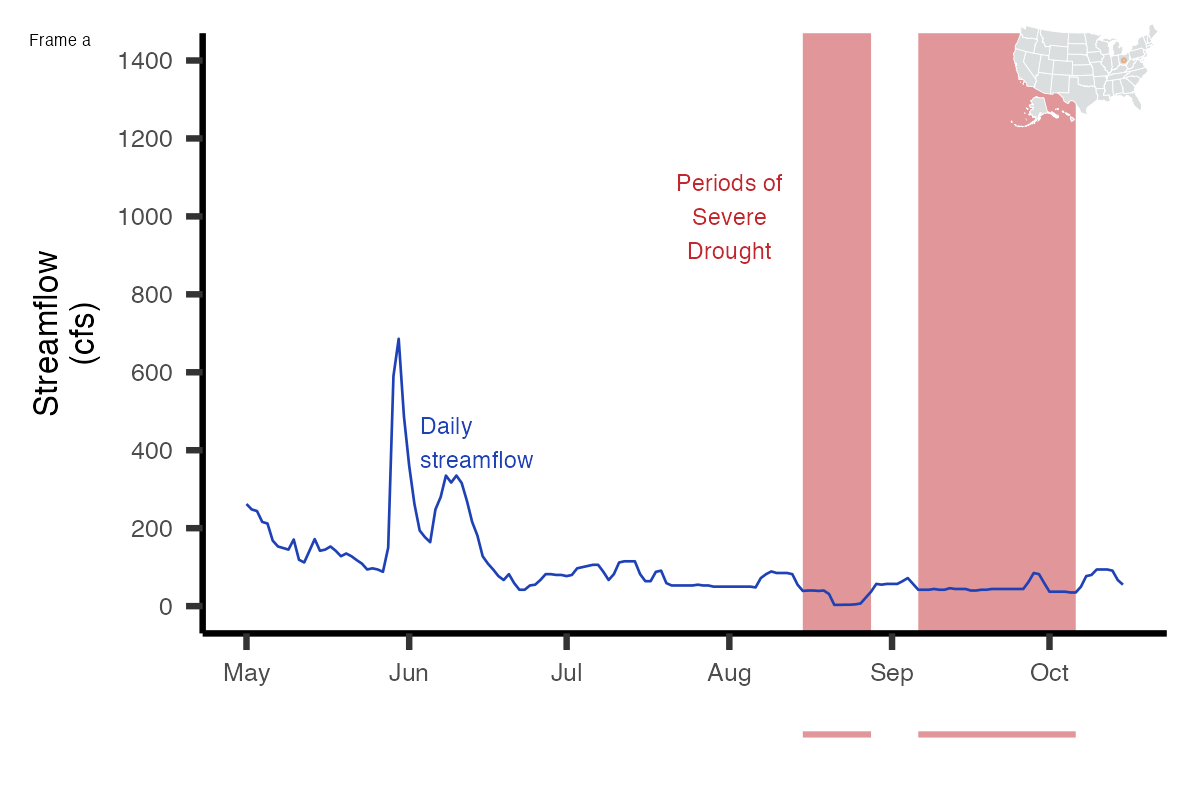 Frame a
1400
1200
1000
800
600
400
200
0
Streamflow
(cfs)
Periods of
Severe
Drought
Daily
streamflow
May
Jun
Jul
Aug
Sep
Oct